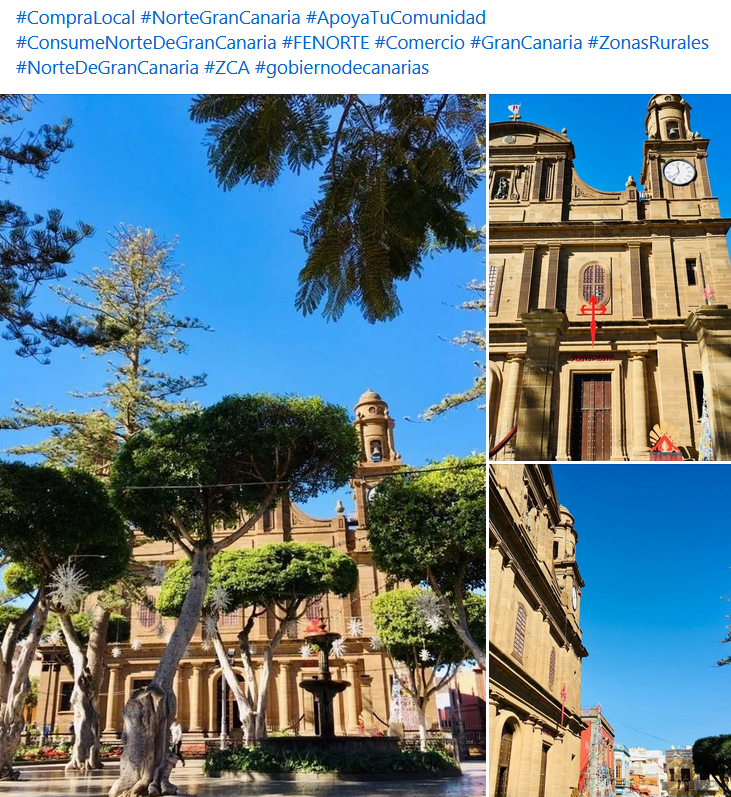 #CompraLocal #NorteGranCanaria #ApoyaTuComunidad
#ConsumeNorteDeGranCanaria #FENORTE #Comercio #GranCanaria #ZonasRurales
#NorteDeGranCanaria #ZCA #gobiernodecanarias